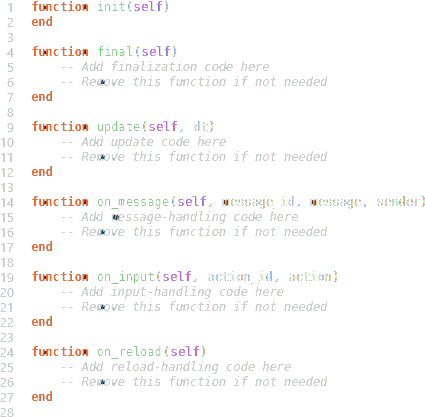 1 function init(self)
2 end
3
4 function final(self)
5 -- Add finalization code here
6 -- Remove this function if not needed
7 end
8
9 function update(self, dt)
10 -- Add update code here
11 -- Remove this function if not needed
12 end
13
14 function on_message(self, message_id, message, sender)
15 -- Add message-handling code here
16 -- Remove this function if not needed
17 end
18
19 function on_input(self, action_id, action)
20 -- Add input-handling code here
21 -- Remove this function if not needed
22 end
23
24 function on_reload(self)
25 -- Add reload-handling code here
26 -- Remove this function if not needed
27 end
28